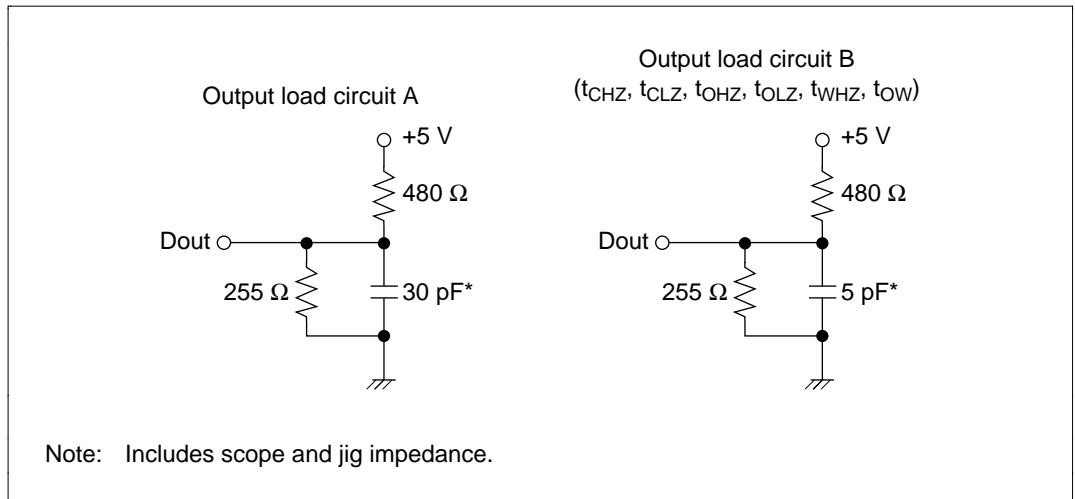 Output load circuit A
+5 V
480 Ω
Dout
255 Ω
30 pF*
Output load circuit B
(tCHZ, tCLZ, tOHZ, tOLZ, tWHZ, tOW)
+5 V
480 Ω
Dout
255 Ω
5 pF*
Note: Includes scope and jig impedance.